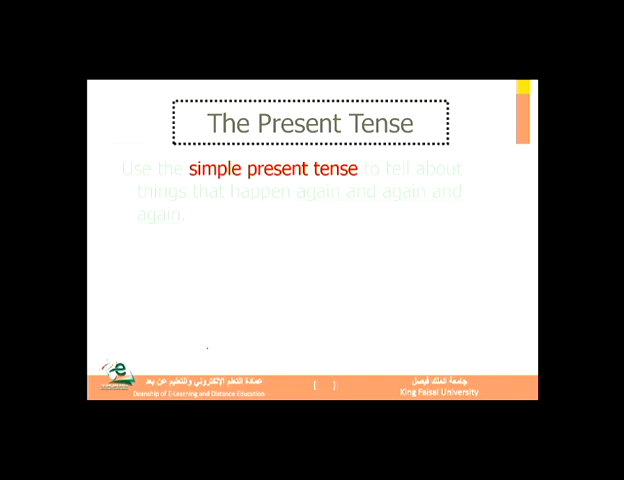 The Present Tense
Use the simple present tense to tell about
things that happen again and again and
again.
عمادة التعلم الإلكتروني والتعليم عن بعد
Deanship of E-Learning and Distance Education
[ ]
جامعة الملك فيصل
King Faisal University